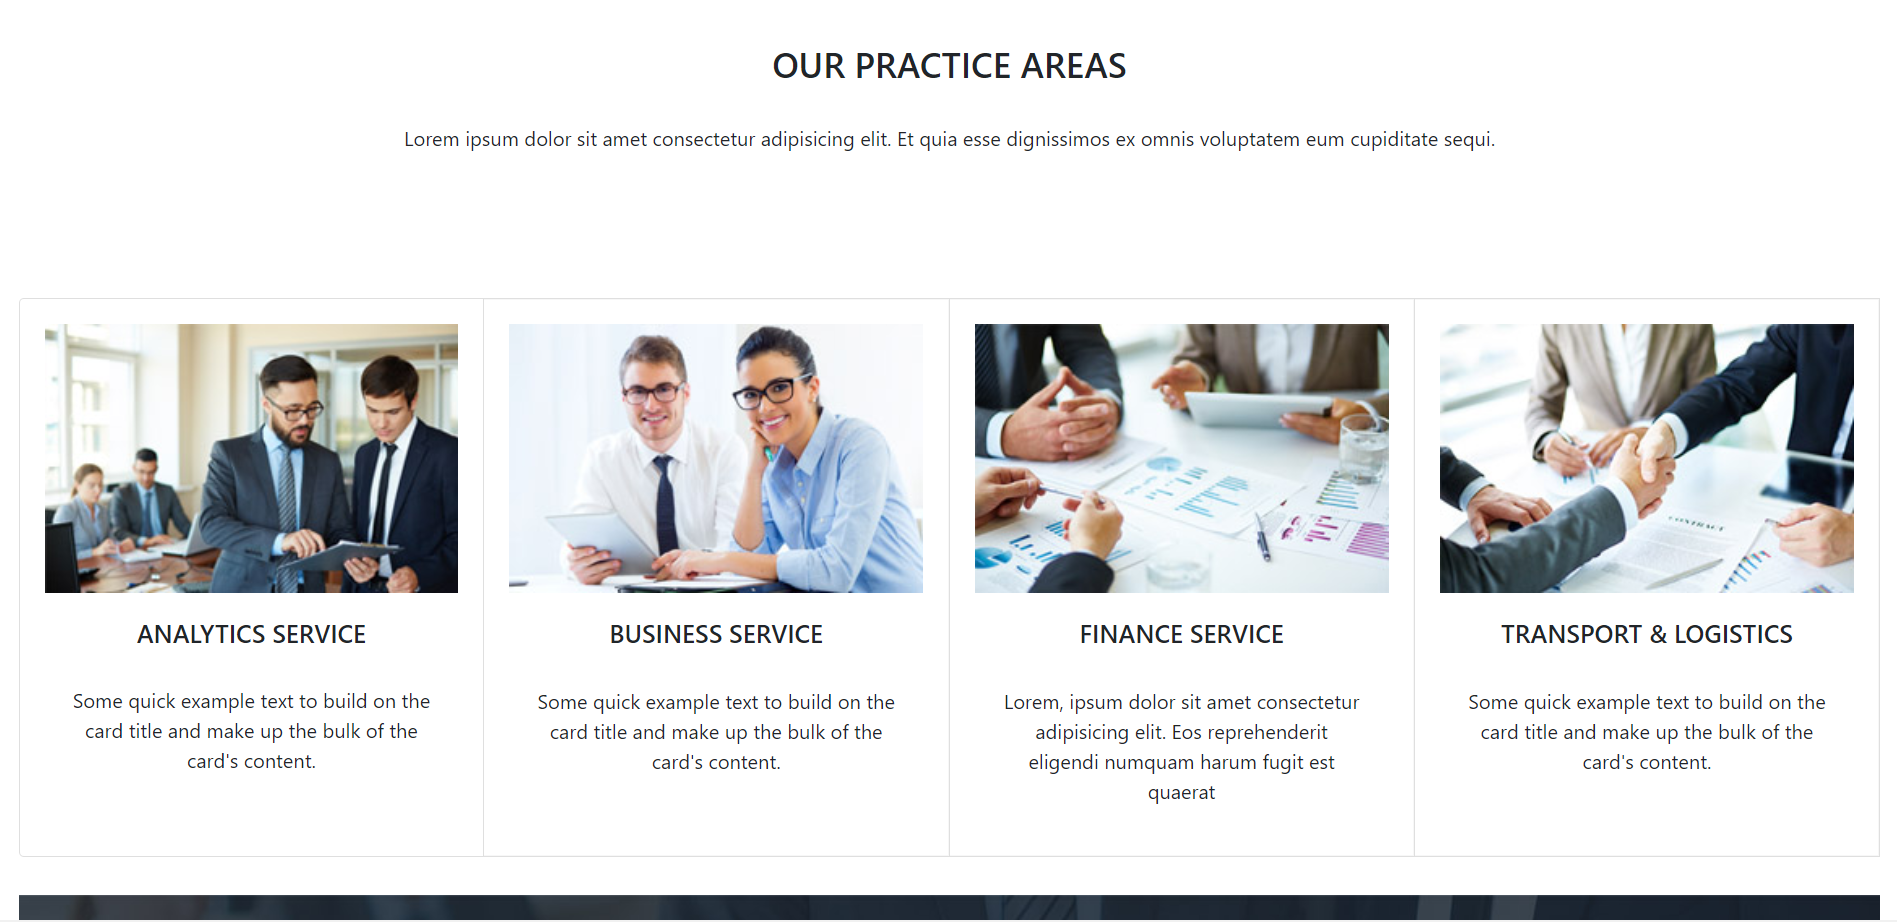 OUR PRACTICE AREAS
Lorem ipsum dolor sit amet consectetur adipisicing elit. Et quia esse dignissimos ex omnis voluptatem eum cupiditate sequi.
CONTRACT
ANALYTICS SERVICE
Some quick example text to build on the
card title and make up the bulk of the
card's content.
BUSINESS SERVICE
Some quick example text to build on the
card title and make up the bulk of the
card's content.
FINANCE SERVICE
Lorem, ipsum dolor sit amet consectetur
adipisicing elit. Eos reprehenderit
eligendi numquam harum fugit est
quaerat
TRANSPORT & LOGISTICS
Some quick example text to build on the
card title and make up the bulk of the
card's content.